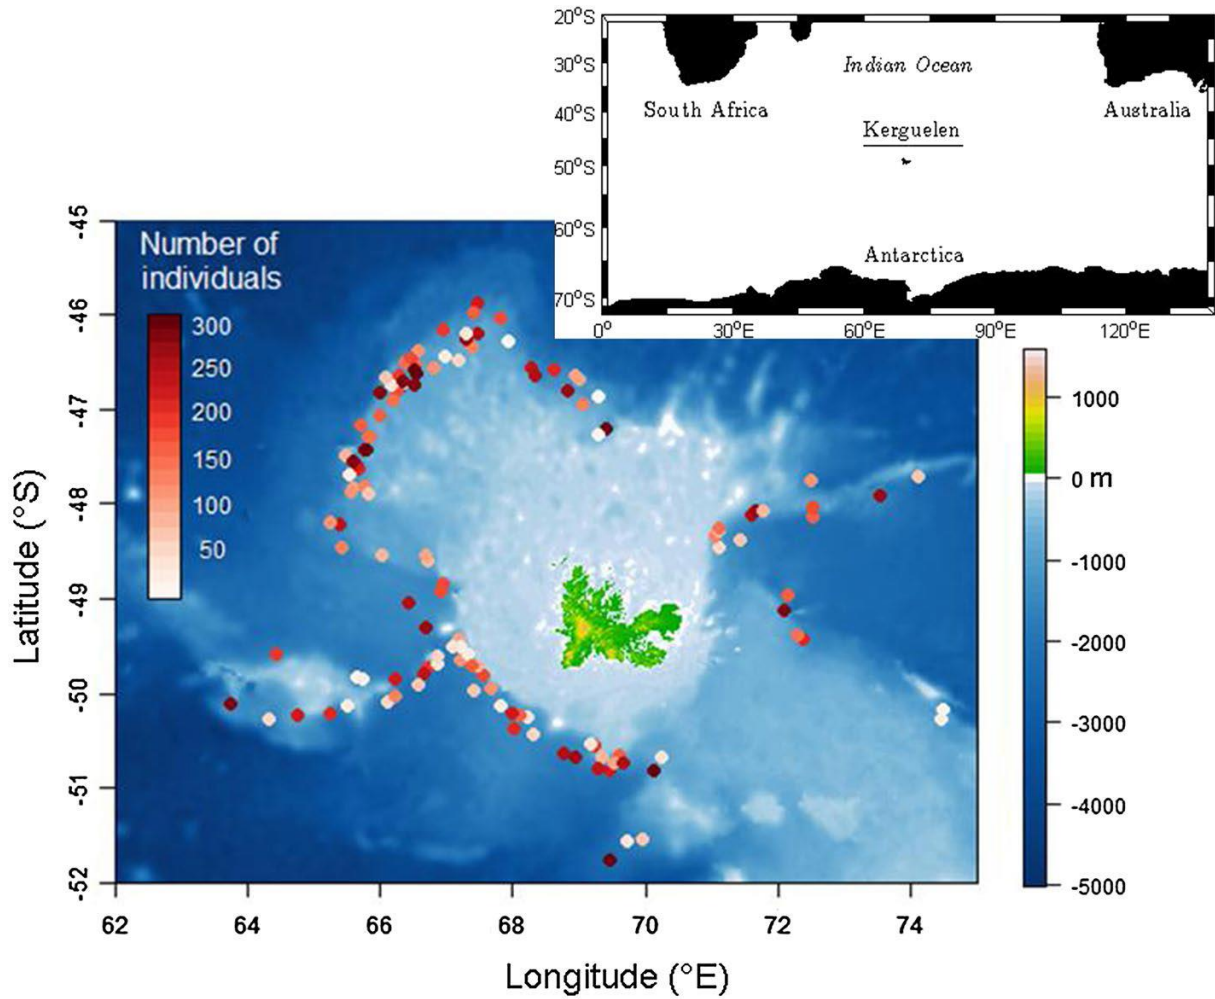 20°S
30°S
40°S
50°S
60°S
70°S
Indian Ocean
South Africa
Australia
Kerguelen
Antarctica
0°
30°E
60°E
90°E
120°E
Number of
individuals
300
250
200
150
100
50
-45
-46
-47
-48
-49
-50
-51
-52
Latitude (°S)
62
64
66
68
70
72
74
Longitude (°E)
1000
0 m
-1000
-2000
-3000
-4000
-5000